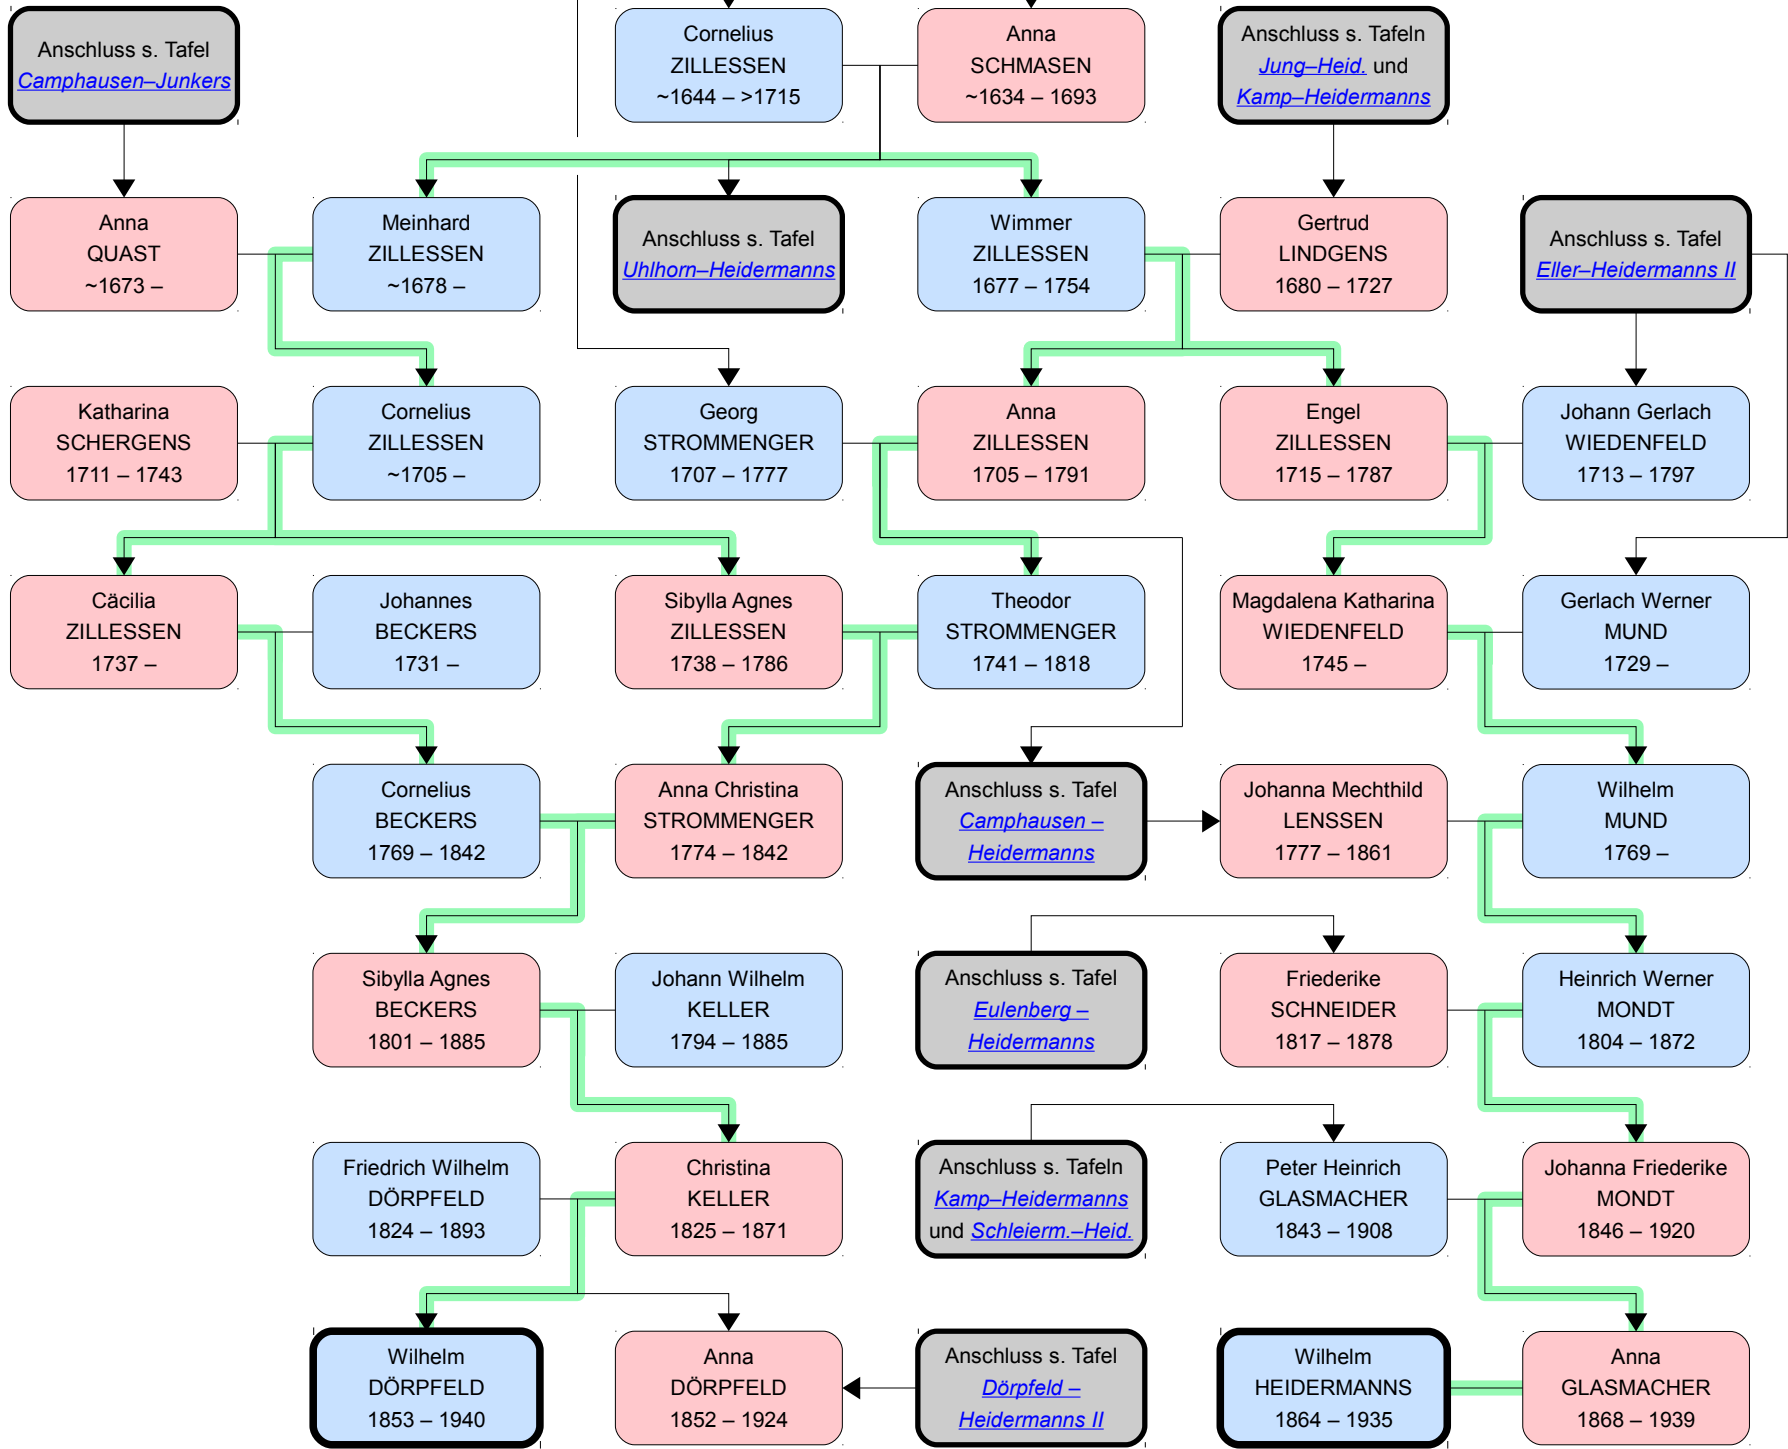 Anschluss s. Tafel
Camphausen–Junkers
Cornelius
ZILLESSEN
~1644 – >1715
Anna
SCHMASEN
~1634 – 1693
Anschluss s. Tafeln
Jung–Heid. und
Kamp–Heidermanns
Anna
QUAST
~1673 –
Meinhard
ZILLESSEN
~1678 –
Anschluss s. Tafel
Uhlhorn–Heidermanns
Wimmer
ZILLESSEN
1677 – 1754
Gertrud
LINDGENS
1680 – 1727
Anschluss s. Tafel
Eller–Heidermanns II
Katharina
SCHERGENS
1711 – 1743
Cornelius
ZILLESSEN
~1705 –
Georg
STROMMENGER
1707 – 1777
Anna
ZILLESSEN
1705 – 1791
Engel
ZILLESSEN
1715 – 1787
Johann Gerlach
WIEDENFELD
1713 – 1797
Cäcilia
ZILLESSEN
1737 –
Johannes
BECKERS
1731 –
Sibylla Agnes
ZILLESSEN
1738 – 1786
Theodor
STROMMENGER
1741 – 1818
Magdalena Katharina
WIEDENFELD
1745 –
Gerlach Werner
MUND
1729 –
Cornelius
BECKERS
1769 – 1842
Anna Christina
STROMMENGER
1774 – 1842
Anschluss s. Tafel
Camphausen –
Heidermanns
Johanna Mechthild
LENSSEN
1777 – 1861
Wilhelm
MUND
1769 –
Sibylla Agnes
BECKERS
1801 – 1885
Johann Wilhelm
KELLER
1794 – 1885
Anschluss s. Tafel
Eulenberg –
Heidermanns
Friederike
SCHNEIDER
1817 – 1878
Heinrich Werner
MONDT
1804 – 1872
Friedrich Wilhelm
DÖRPFELD
1824 – 1893
Christina
KELLER
1825 – 1871
Anschluss s. Tafeln
Kamp–Heidermanns
und Schleierm.–Heid.
Peter Heinrich
GLASMACHER
1843 – 1908
Johanna Friederike
MONDT
1846 – 1920
Wilhelm
DÖRPFELD
1853 – 1940
Anna
DÖRPFELD
1852 – 1924
Anschluss s. Tafel
Dörpfeld –
Heidermanns II
Wilhelm
HEIDERMANNS
1864 – 1935
Anna
GLASMACHER
1868 – 1939